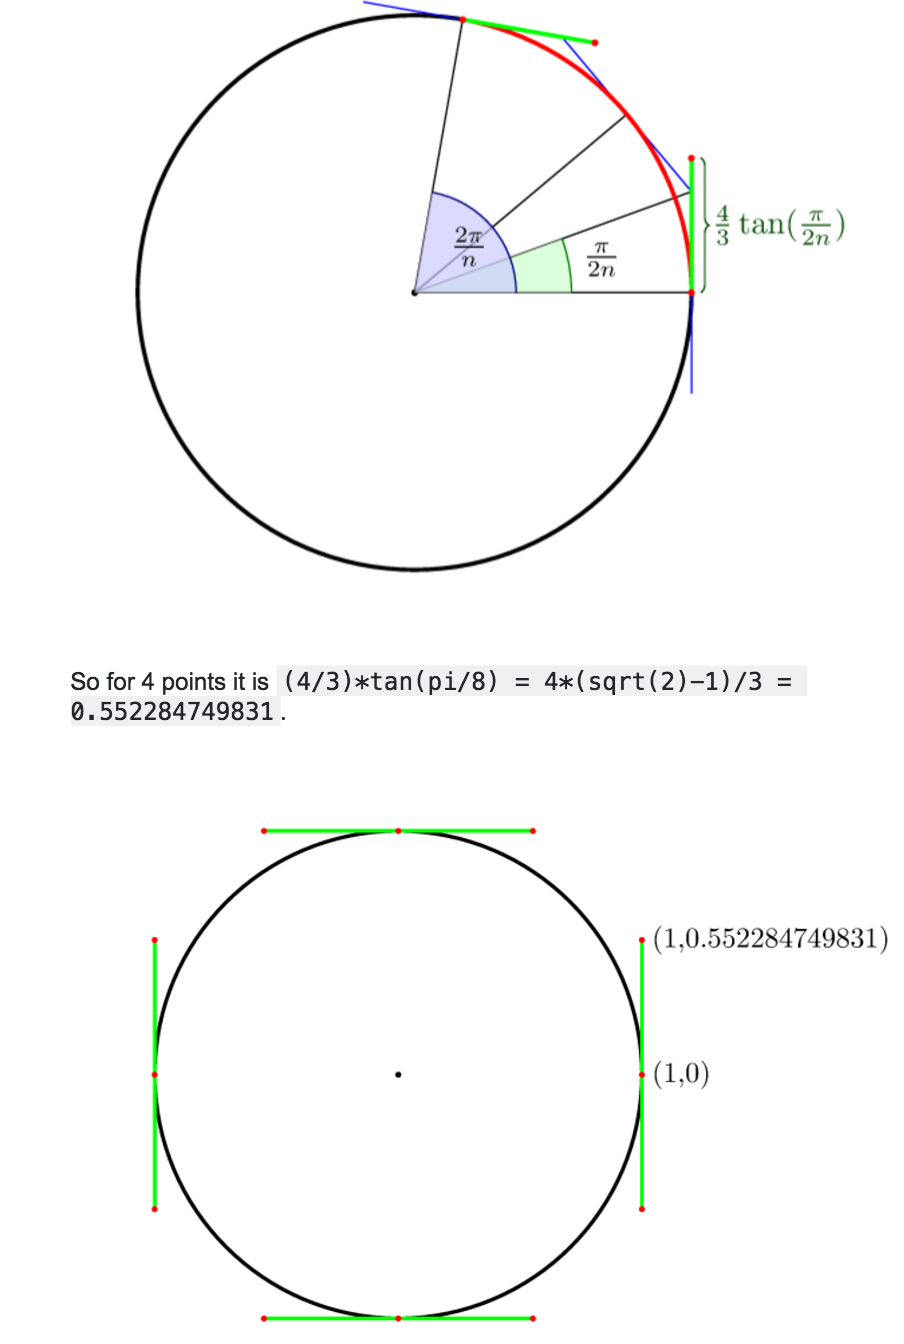 2π/n
π/2n
4/3 tan(π/2n)
So for 4 points it is (4/3)*tan(pi/8) = 4*(sqrt(2)−1)/3 =
0.552284749831.
(1,0.552284749831)
(1,0)